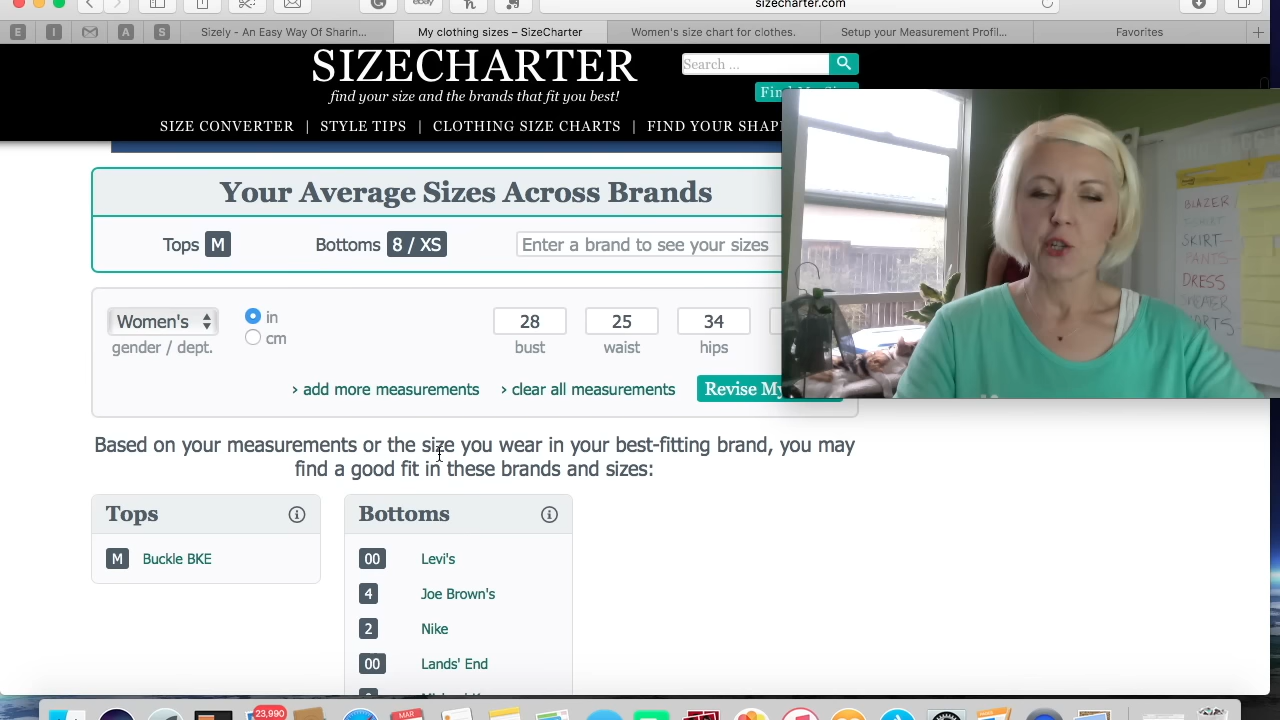 sizecharter.com
E I A S Sizely - An Easy Way Of Sharin... My clothing sizes – SizeCharter Women's size chart for clothes. Setup your Measurement Profil... Favorites
SIZECHARTER
Search ...
find your size and the brands that fit you best!
SIZE CONVERTER | STYLE TIPS | CLOTHING SIZE CHARTS | FIND YOUR SHAP
Your Average Sizes Across Brands
Tops M Bottoms 8 / XS Enter a brand to see your sizes
Women's in 28 25 34
gender / dept. cm bust waist hips
› add more measurements › clear all measurements Revise My
Based on your measurements or the size you wear in your best-fitting brand, you may
find a good fit in these brands and sizes:
Tops
M Buckle BKE
Bottoms
00 Levi's
4 Joe Brown's
2 Nike
00 Lands' End
BLAZER
SKIRT
PANTS
DRESS
23,990
MAR